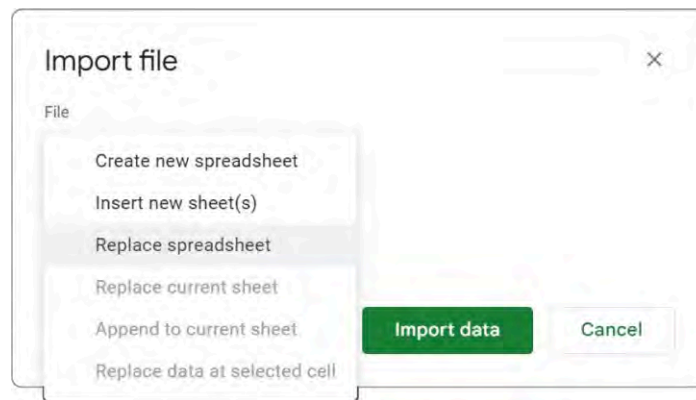 Import file
File
Create new spreadsheet
Insert new sheet(s)
Replace spreadsheet
Replace current sheet
Append to current sheet
Import data
Cancel
Replace data at selected cell